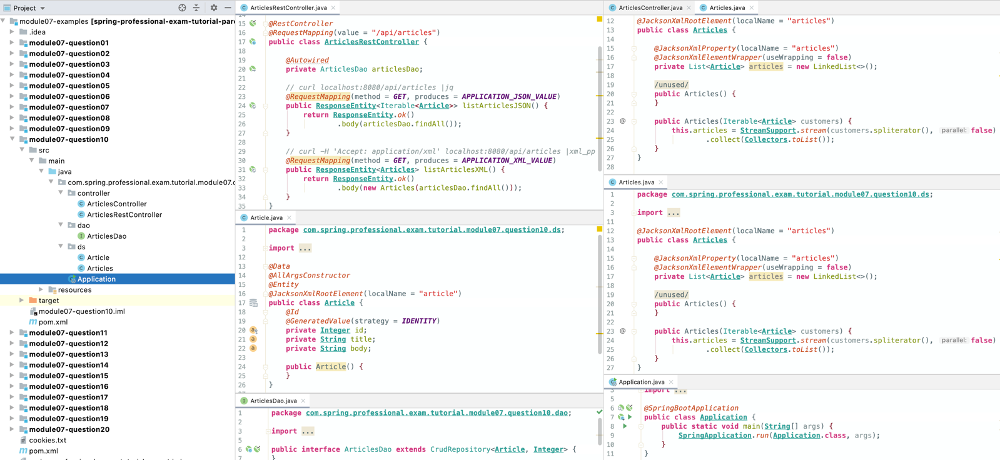 Project
module07-examples [spring-professional-exam-tutorial-par
.idea
module07-question01
module07-question02
module07-question03
module07-question04
module07-question05
module07-question06
module07-question07
module07-question08
module07-question09
module07-question10
src
main
java
com.spring.professional.exam.tutorial.module07.q
controller
ArticlesController
ArticlesRestController
dao
ArticlesDao
ds
Article
Articles
Application
resources
target
module07-question10.iml
pom.xml
module07-question11
module07-question12
module07-question13
module07-question14
module07-question15
module07-question16
module07-question17
module07-question18
module07-question19
module07-question20
cookies.txt
pom.xml
ArticlesRestController.java
14
15 @RestController
16 @RequestMapping(value = "/api/articles")
17 public class ArticlesRestController {
18
19 @Autowired
20 private ArticlesDao articlesDao;
21
22 // curl localhost:8080/api/articles |jq
23 @RequestMapping(method = GET, produces = APPLICATION_JSON_VALUE)
24 public ResponseEntity<Iterable<Article>> listArticlesJSON() {
25 return ResponseEntity.ok()
26 .body(articlesDao.findAll());
27 }
28
29 // curl -H 'Accept: application/xml' localhost:8080/api/articles |xml_pp
30 @RequestMapping(method = GET, produces = APPLICATION_XML_VALUE)
31 public ResponseEntity<Articles> listArticlesXML() {
32 return ResponseEntity.ok()
33 .body(new Articles(articlesDao.findAll()));
34 }
35 }
Article.java
1 package com.spring.professional.exam.tutorial.module07.question10.ds;
2
3 import ...
12
13 @Data
14 @AllArgsConstructor
15 @Entity
16 @JacksonXmlRootElement(localName = "article")
17 public class Article {
18 @Id
19 @GeneratedValue(strategy = IDENTITY)
20 private Integer id;
21 private String title;
22 private String body;
23
24 public Article() {
25 }
26 }
ArticlesDao.java
1 package com.spring.professional.exam.tutorial.module07.question10.dao;
2
3 import ...
5
6 public interface ArticlesDao extends CrudRepository<Article, Integer> {
7 }
ArticlesController.java Articles.java
12 @JacksonXmlRootElement(localName = "articles")
13 public class Articles {
14
15 @JacksonXmlProperty(localName = "articles")
16 @JacksonXmlElementWrapper(useWrapping = false)
17 private List<Article> articles = new LinkedList<>();
18
19 /unused/
20 public Articles() {
21 }
22
23 @ public Articles(Iterable<Article> customers) {
24 this.articles = StreamSupport.stream(customers.spliterator(), parallel: false)
25 .collect(Collectors.toList());
26 }
27 }
28
Articles.java
1 package com.spring.professional.exam.tutorial.module07.question10.ds;
2
3 import ...
11
12 @JacksonXmlRootElement(localName = "articles")
13 public class Articles {
14
15 @JacksonXmlProperty(localName = "articles")
16 @JacksonXmlElementWrapper(useWrapping = false)
17 private List<Article> articles = new LinkedList<>();
18
19 /unused/
20 public Articles() {
21 }
22
23 @ public Articles(Iterable<Article> customers) {
24 this.articles = StreamSupport.stream(customers.spliterator(), parallel: false)
25 .collect(Collectors.toList());
26 }
27 }
Application.java
3 import ...
5
6 @SpringBootApplication
7 public class Application {
8 public static void main(String[] args) {
9 SpringApplication.run(Application.class, args);
10 }
11 }